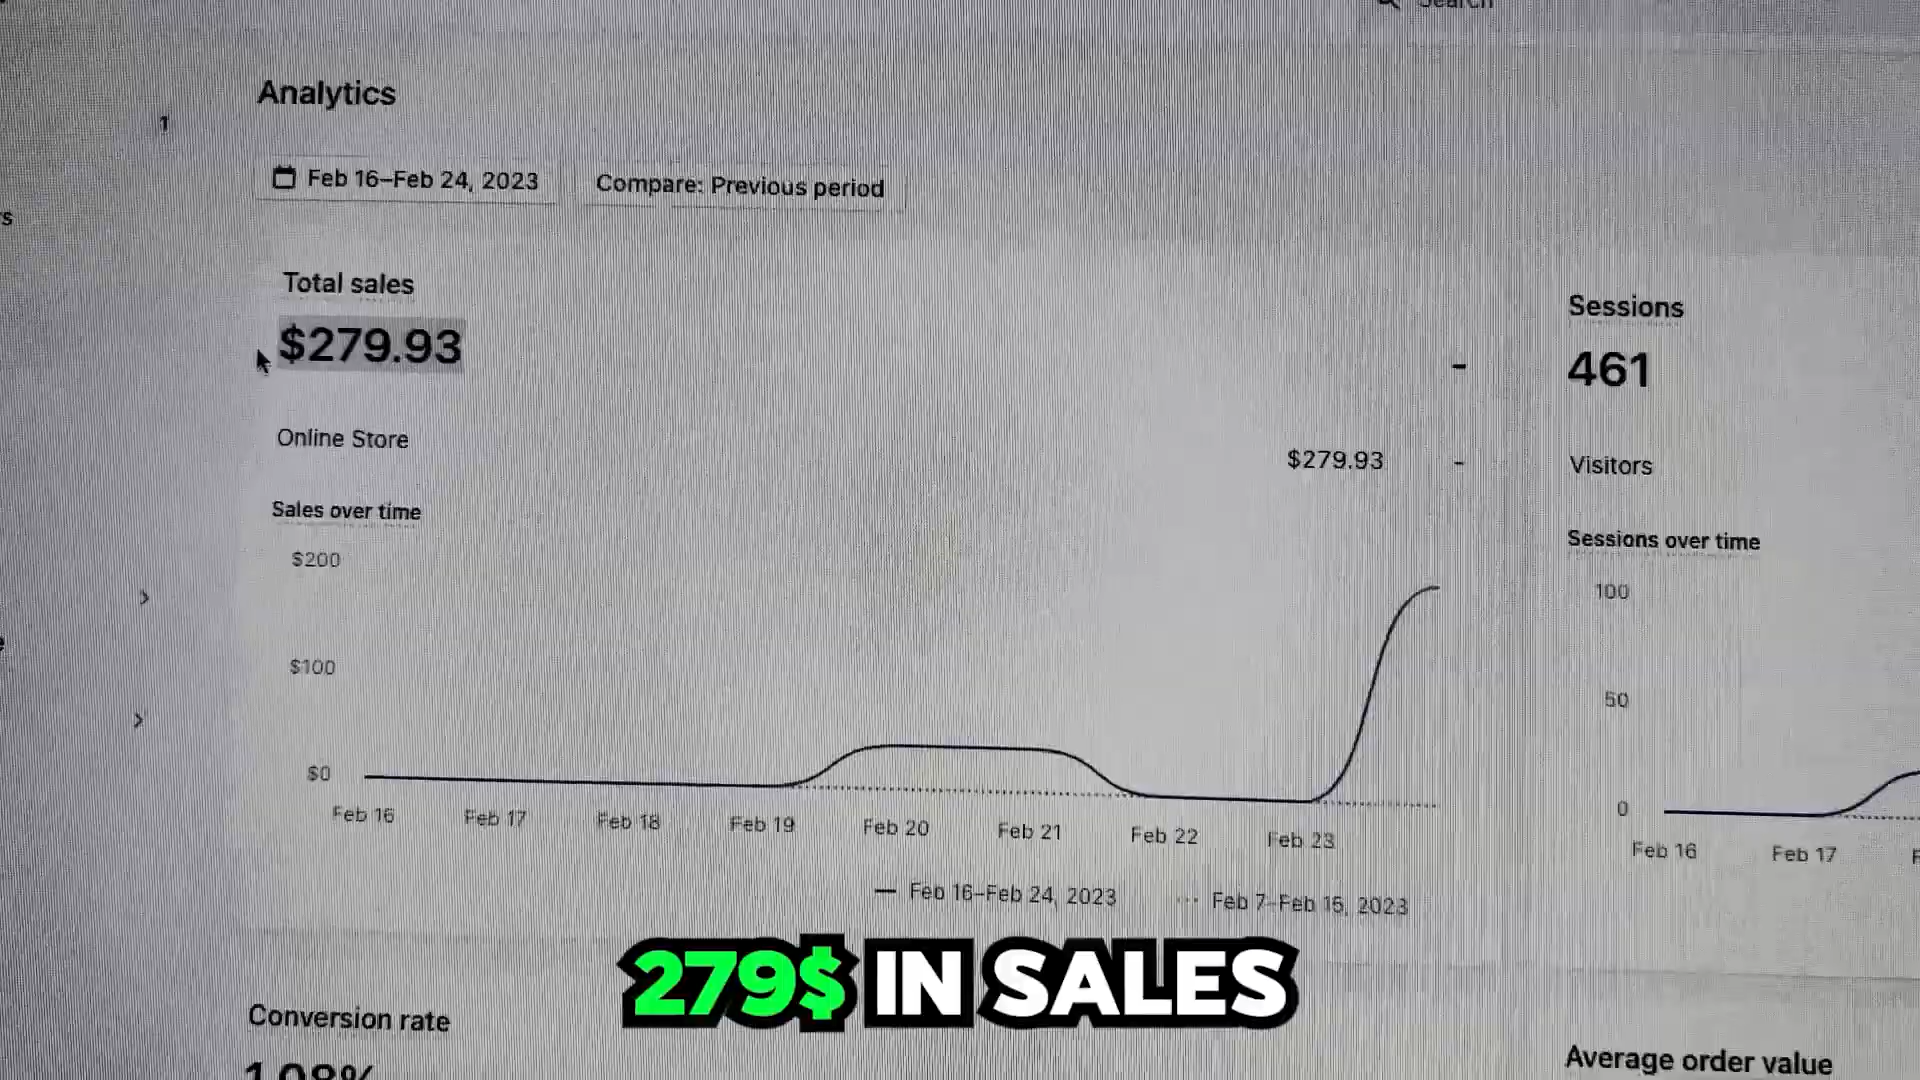 Analytics
1
Feb 16–Feb 24, 2023
Compare: Previous period
Total sales
$279.93
-
Online Store
$279.93
-
Sales over time
$200
$100
$0
Feb 16
Feb 17
Feb 18
Feb 19
Feb 20
Feb 21
Feb 22
Feb 23
Feb 16–Feb 24, 2023
Feb 7–Feb 15, 2023
Sessions
461
Visitors
Sessions over time
100
50
0
Feb 16
Feb 17
279$ IN SALES
Conversion rate
Average order value